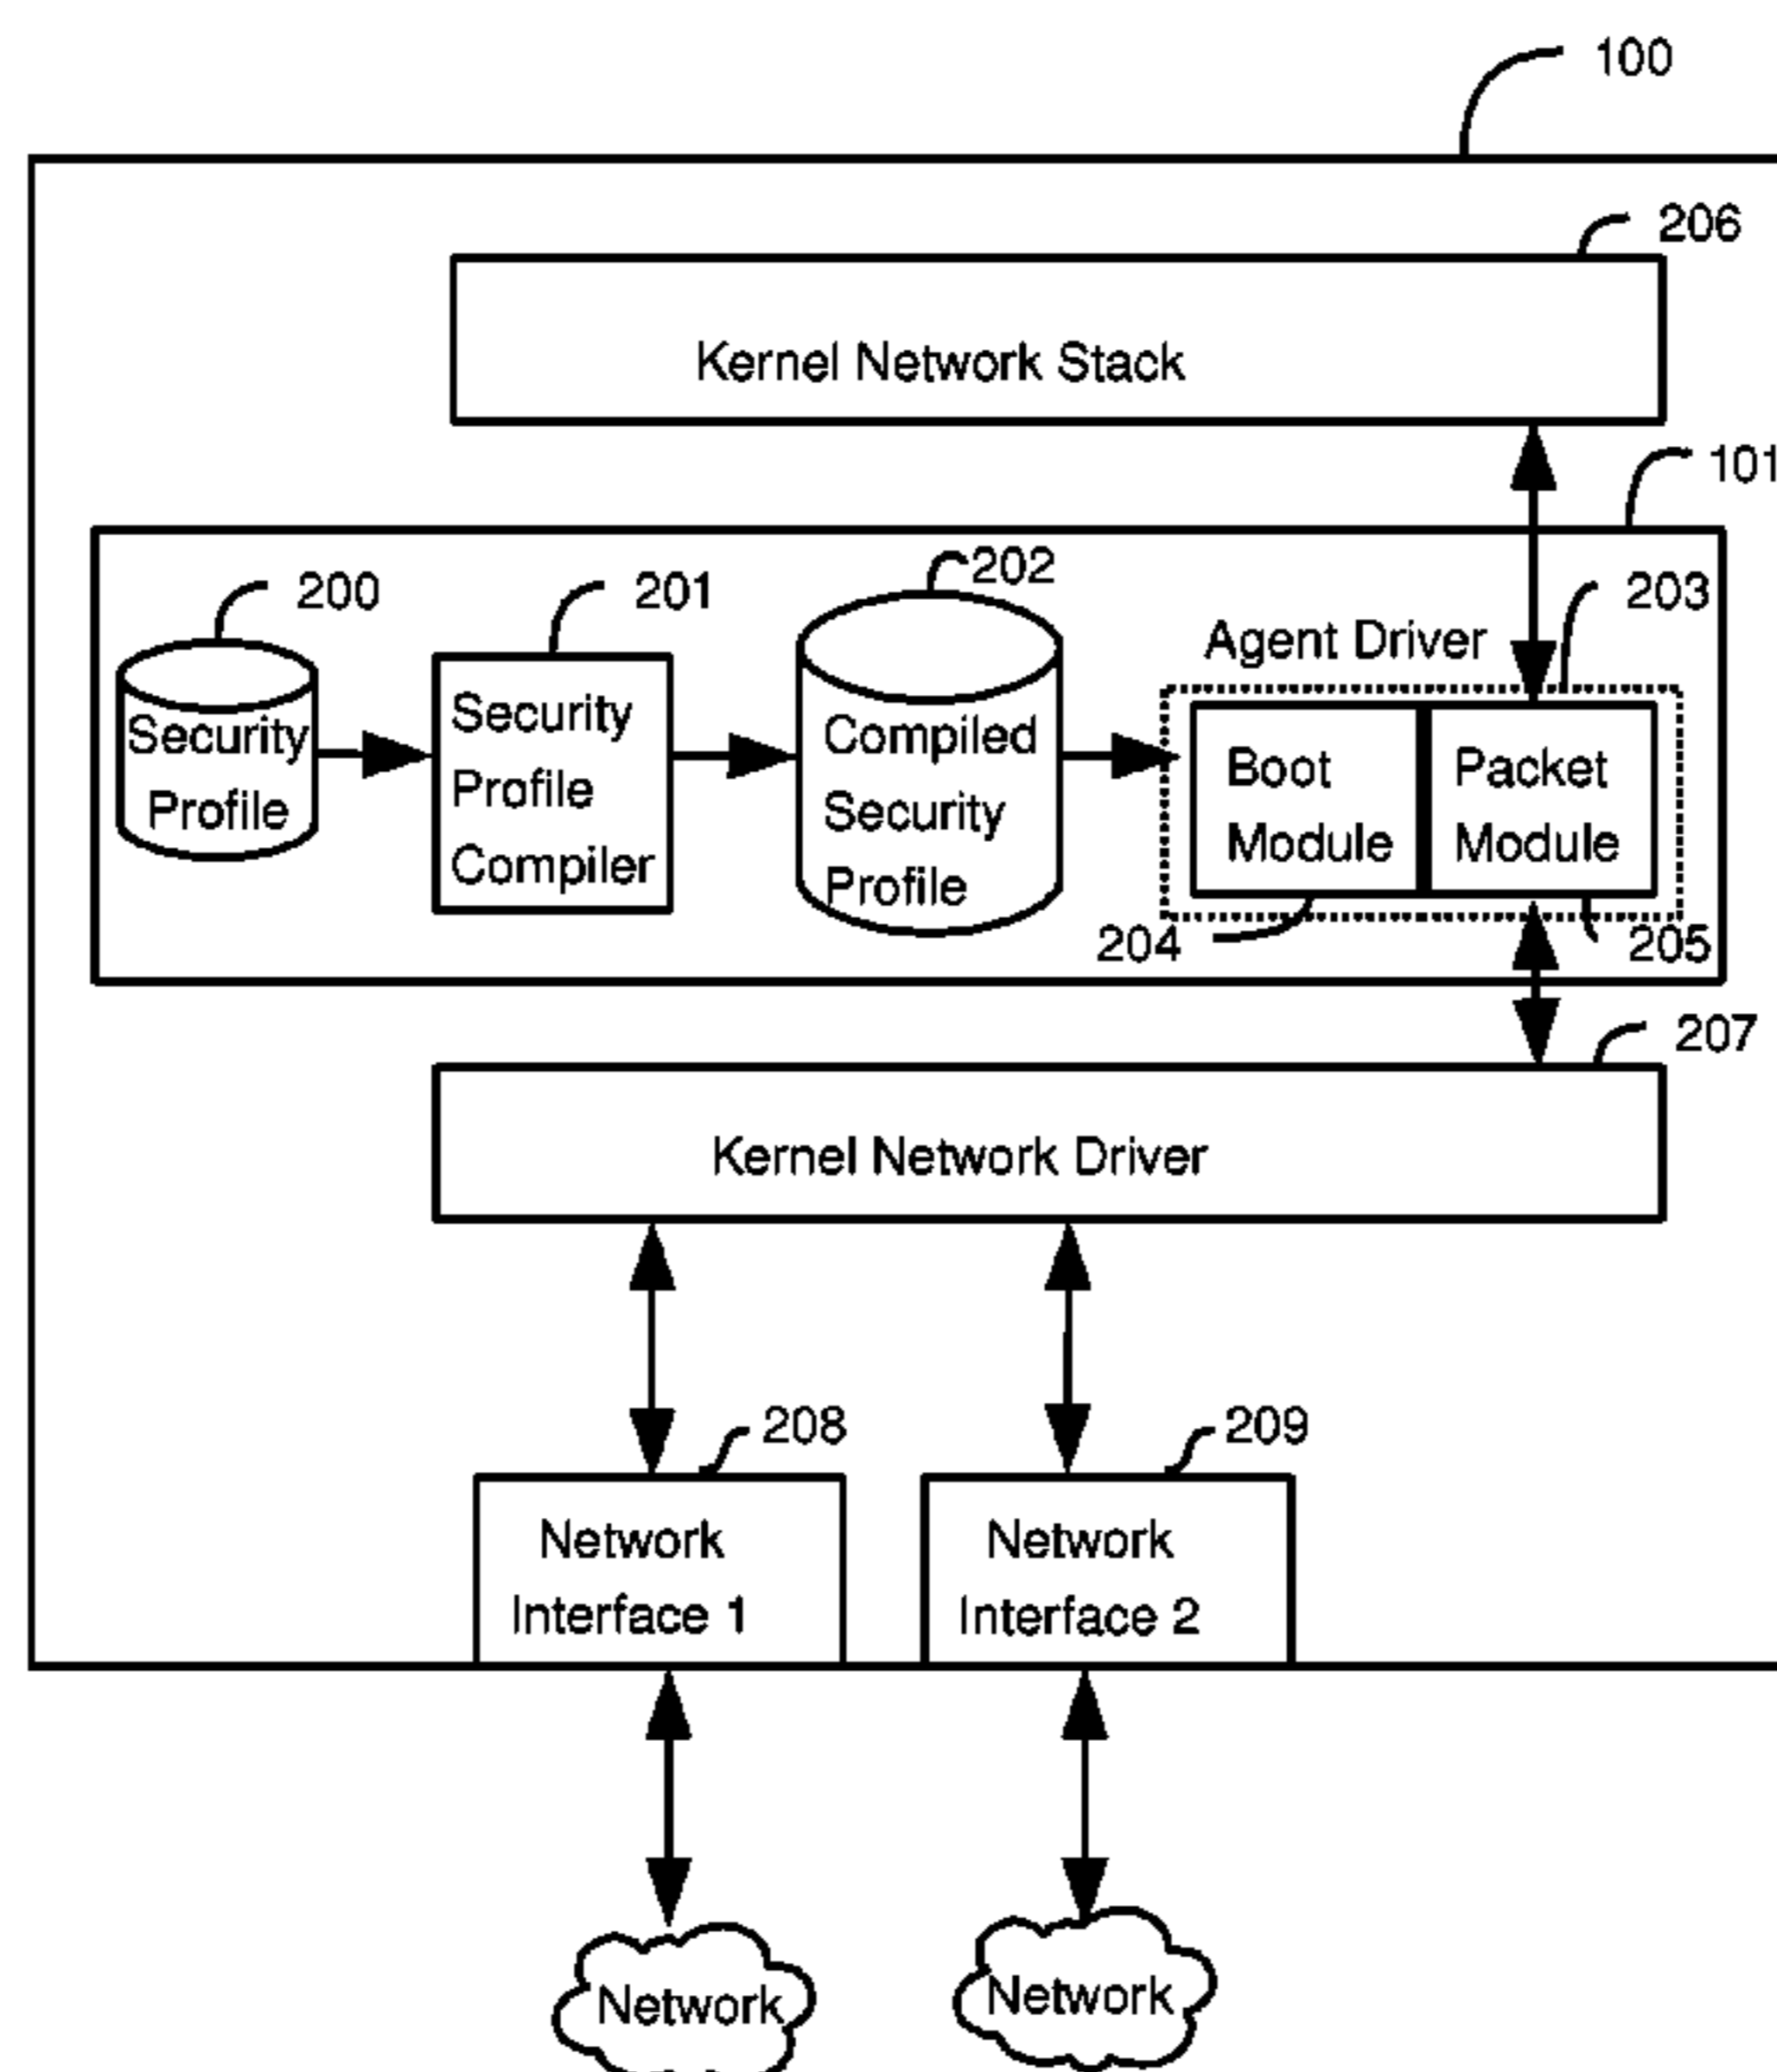 100
206
Kernel Network Stack
101
200
201
202
203
Agent Driver
Security
Profile
Security
Profile
Compiler
Compiled
Security
Profile
Boot
Module
Packet
Module
204
205
207
Kernel Network Driver
208
209
Network
Interface 1
Network
Interface 2
Network
Network